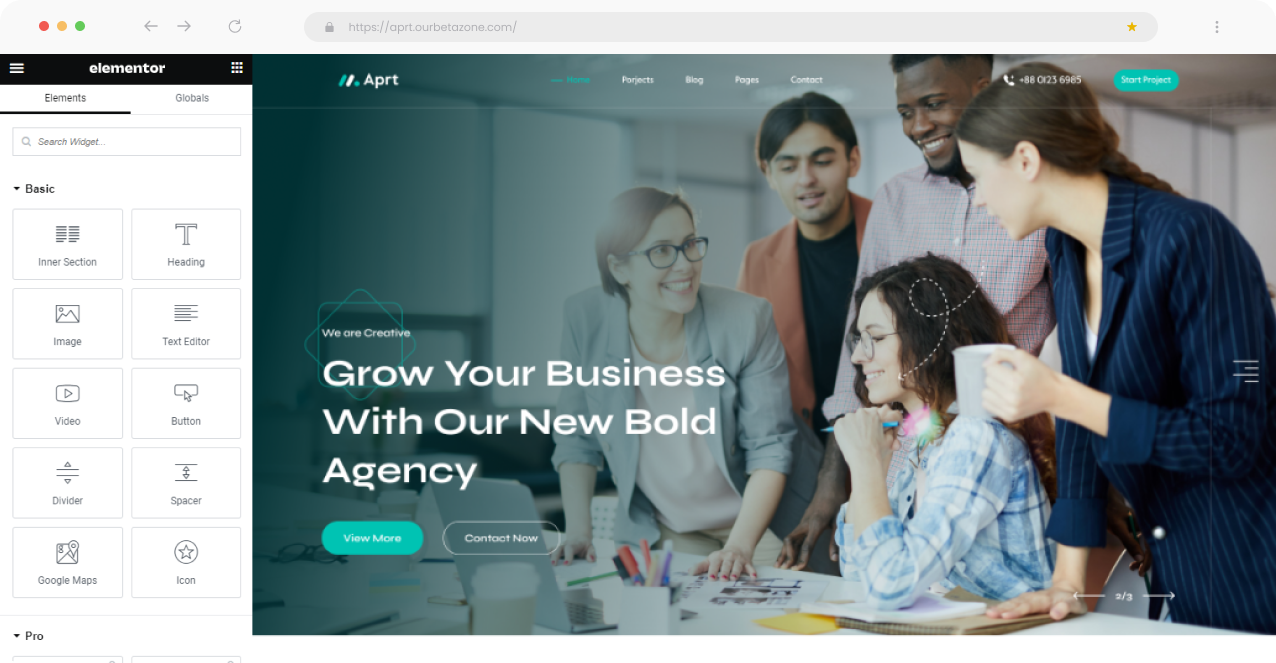 https://aprt.ourbetazone.com/
elementor
Elements
Globals
Search Widget...
Basic
Inner Section
Heading
Image
Text Editor
Video
Button
Divider
Spacer
Google Maps
Icon
Pro
Aprt
Home
Porjects
Blog
Pages
Contact
+88 0123 6985
Start Project
We are Creative
Grow Your Business
With Our New Bold
Agency
View More
Contact Now
2/3